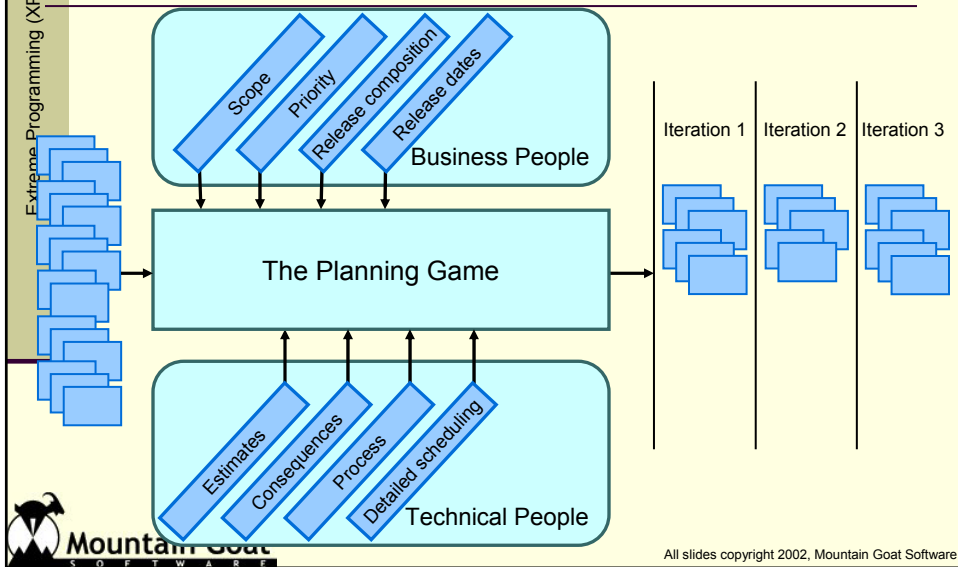 Extreme Programming (XP
Scope
Priority
Release composition
Release dates
Business People
The Planning Game
Iteration 1
Iteration 2
Iteration 3
Estimates
Consequences
Process
Detailed scheduling
Technical People
Mountain Goat
SOFTWARE
All slides copyright 2002, Mountain Goat Software